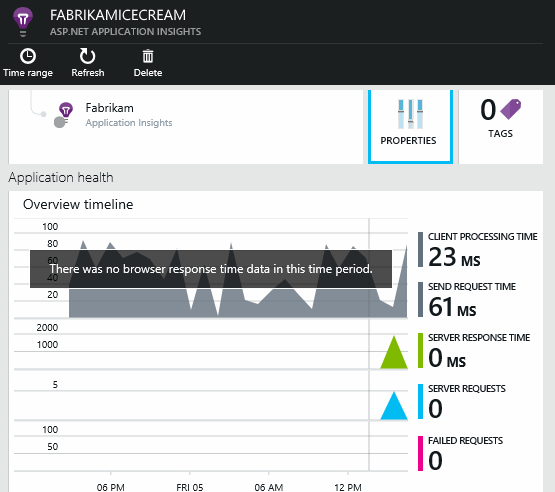 FABRIKAMICECREAM
ASP.NET APPLICATION INSIGHTS
Time range
Refresh
Delete
Fabrikam
Application Insights
PROPERTIES
0
TAGS
Application health
Overview timeline
100
80
60
40
20
There was no browser response time data in this time period.
2000
1000
5
100
50
06 PM
FRI 05
06 AM
12 PM
CLIENT PROCESSING TIME
23 MS
SEND REQUEST TIME
61 MS
SERVER RESPONSE TIME
0 MS
SERVER REQUESTS
0
FAILED REQUESTS
0